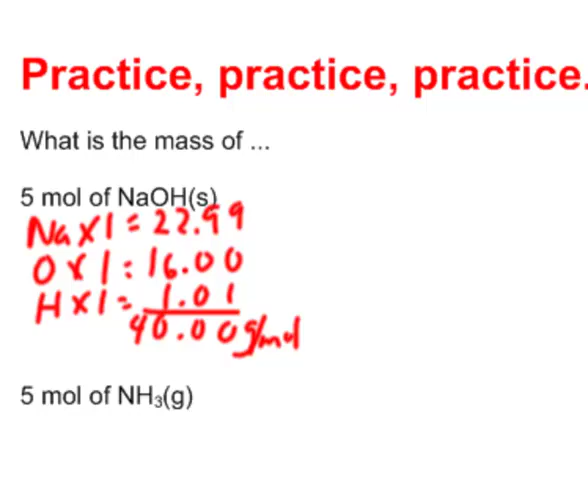 Practice, practice, practice.
What is the mass of ...
5 mol of NaOH(s)
Na x 1 = 22.99
O x 1 = 16.00
H x 1 = 1.01
40.00 g/mol
5 mol of NH₃(g)